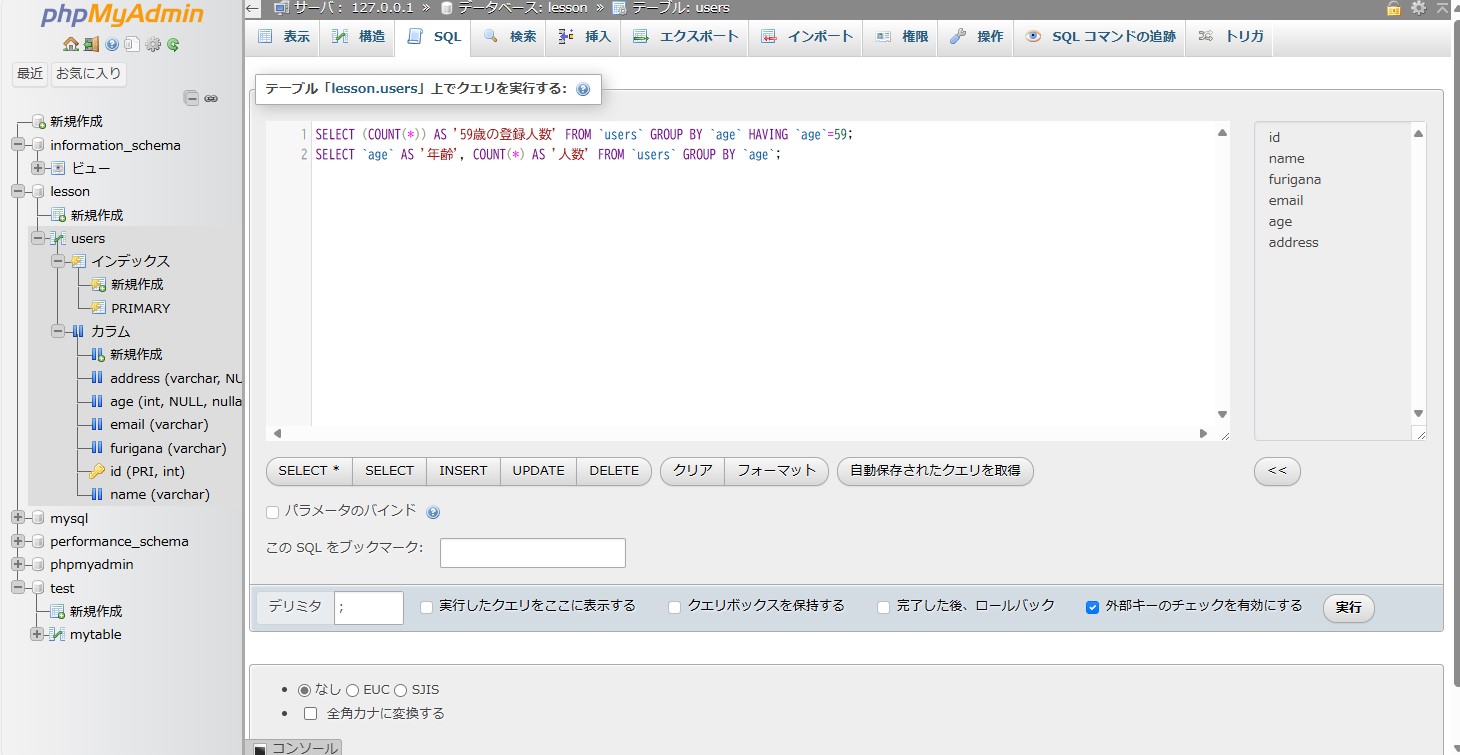 phpMyAdmin
最近 お気に入り
新規作成
information_schema
ビュー
lesson
新規作成
users
インデックス
新規作成
PRIMARY
カラム
新規作成
address (varchar, NU
age (int, NULL, nulla
email (varchar)
furigana (varchar)
id (PRI, int)
name (varchar)
mysql
performance_schema
phpmyadmin
test
新規作成
mytable
サーバ: 127.0.0.1 » データベース: lesson » テーブル: users
表示 構造 SQL 検索 挿入 エクスポート インポート 権限 操作 SQL コマンドの追跡 トリガ
テーブル「lesson.users」上でクエリを実行する:
1 SELECT (COUNT(*)) AS '59歳の登録人数' FROM `users` GROUP BY `age` HAVING `age`=59;
2 SELECT `age` AS '年齢', COUNT(*) AS '人数' FROM `users` GROUP BY `age`;
id
name
furigana
email
age
address
SELECT * SELECT INSERT UPDATE DELETE クリア フォーマット 自動保存されたクエリを取得 <<
パラメータのバインド
この SQL をブックマーク:
デリミタ ; 実行したクエリをここに表示する クエリボックスを保持する 完了した後、ロールバック 外部キーのチェックを有効にする 実行
なし EUC SJIS
全角カナに変換する
コンソール